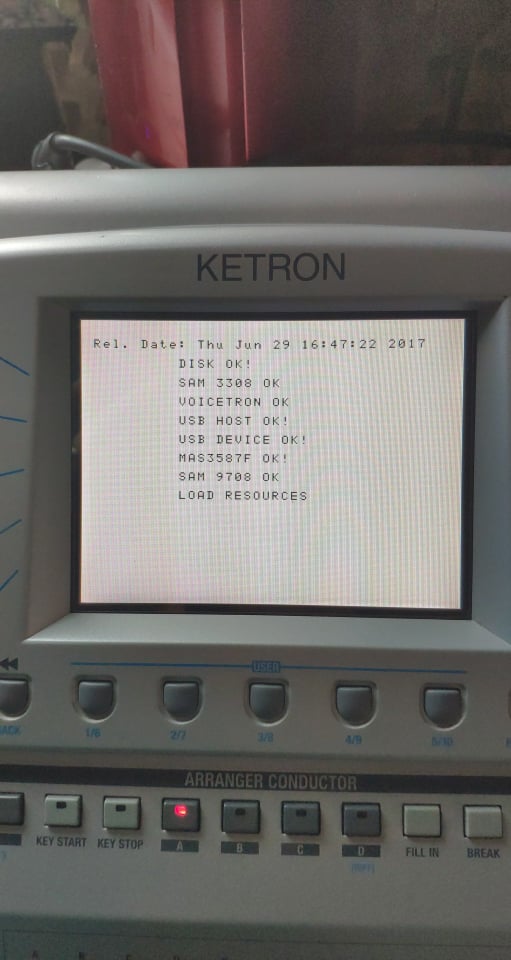 KETRON
Rel. Date: Thu Jun 29 16:47:22 2017
DISK OK!
SAM 3308 OK
VOICETRON OK
USB HOST OK!
USB DEVICE OK!
MAS3587F OK!
SAM 9708 OK
LOAD RESOURCES
USER
1/6 2/7 3/8 4/9 5/10
ARRANGER CONDUCTOR
KEY START KEY STOP A B C D FILL IN BREAK
(RIFF)